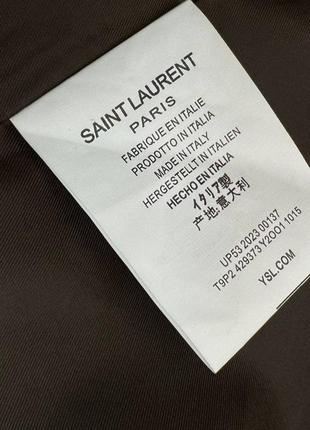 SAINT LAURENT
PARIS
FABRIQUE EN ITALIE
PRODOTTO IN ITALIA
MADE IN ITALY
HERGESTELLT IN ITALIEN
HECHO EN ITALIA
イタリア製
产地:意大利
UP53 2023 00137
T9P2 429373 Y2OO1 1015
YSL.COM